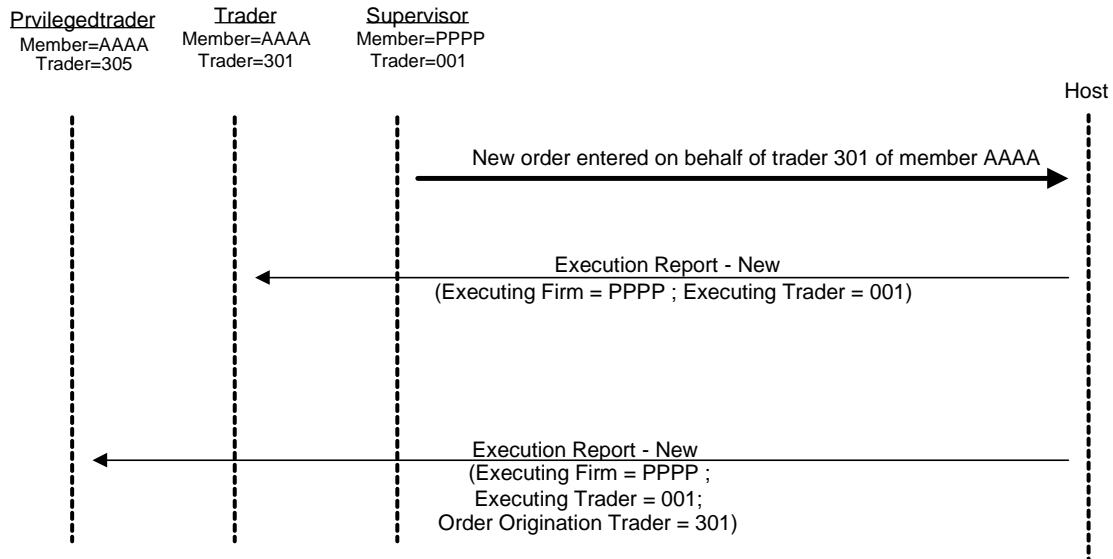 Prvilegedtrader
Member=AAAA
Trader=305
Trader
Member=AAAA
Trader=301
Supervisor
Member=PPPP
Trader=001
Host
New order entered on behalf of trader 301 of member AAAA
Execution Report - New
(Executing Firm = PPPP ; Executing Trader = 001)
Execution Report - New
(Executing Firm = PPPP ;
Executing Trader = 001;
Order Origination Trader = 301)